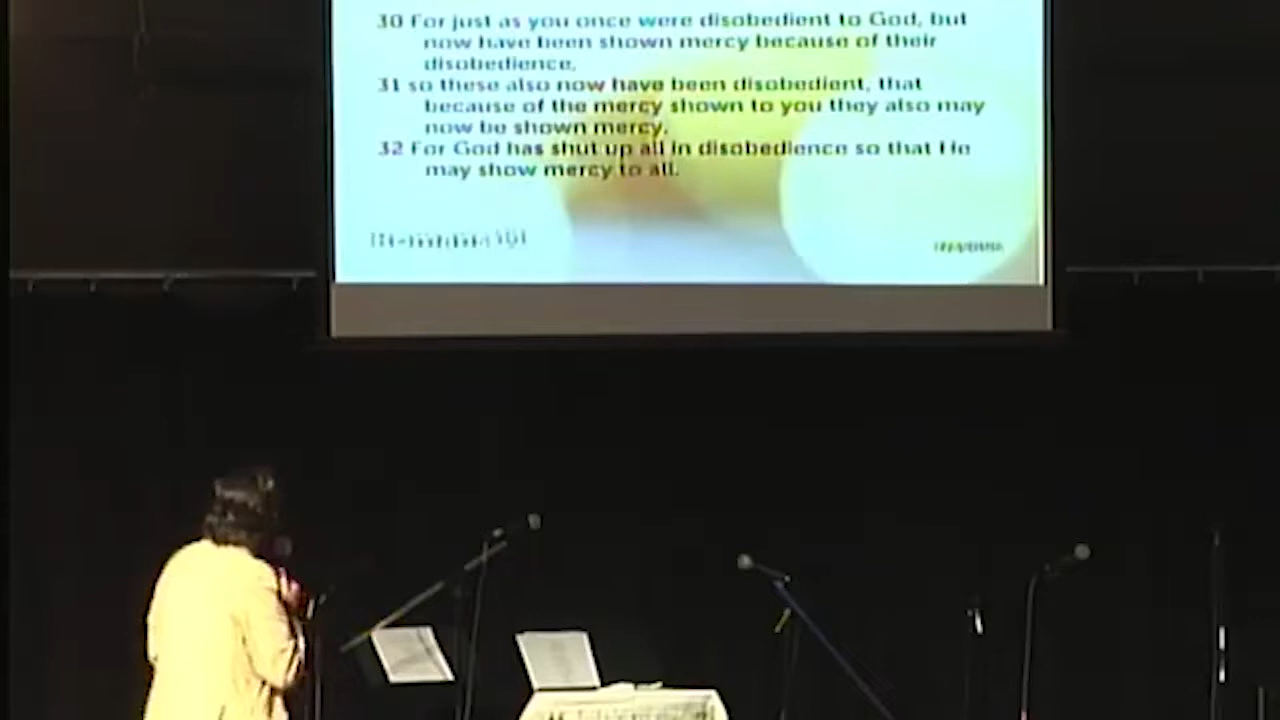 30 For just as you once were disobedient to God, but
now have been shown mercy because of their
disobedience,
31 so these also now have been disobedient, that
because of the mercy shown to you they also may
now be shown mercy.
32 For God has shut up all in disobedience so that He
may show mercy to all.